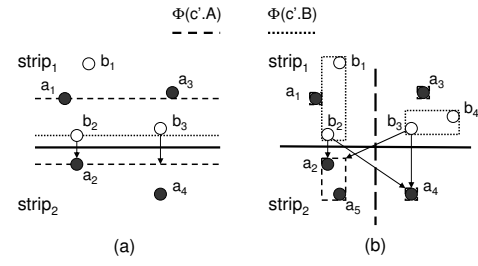 Φ(c'.A) Φ(c'.B)
strip1 b1 a3 a1
b2 b3
a2
strip2 a4
(a)
strip1 b1 a3 a1 b4
b2 b3
a2 a4
strip2 a5
(b)